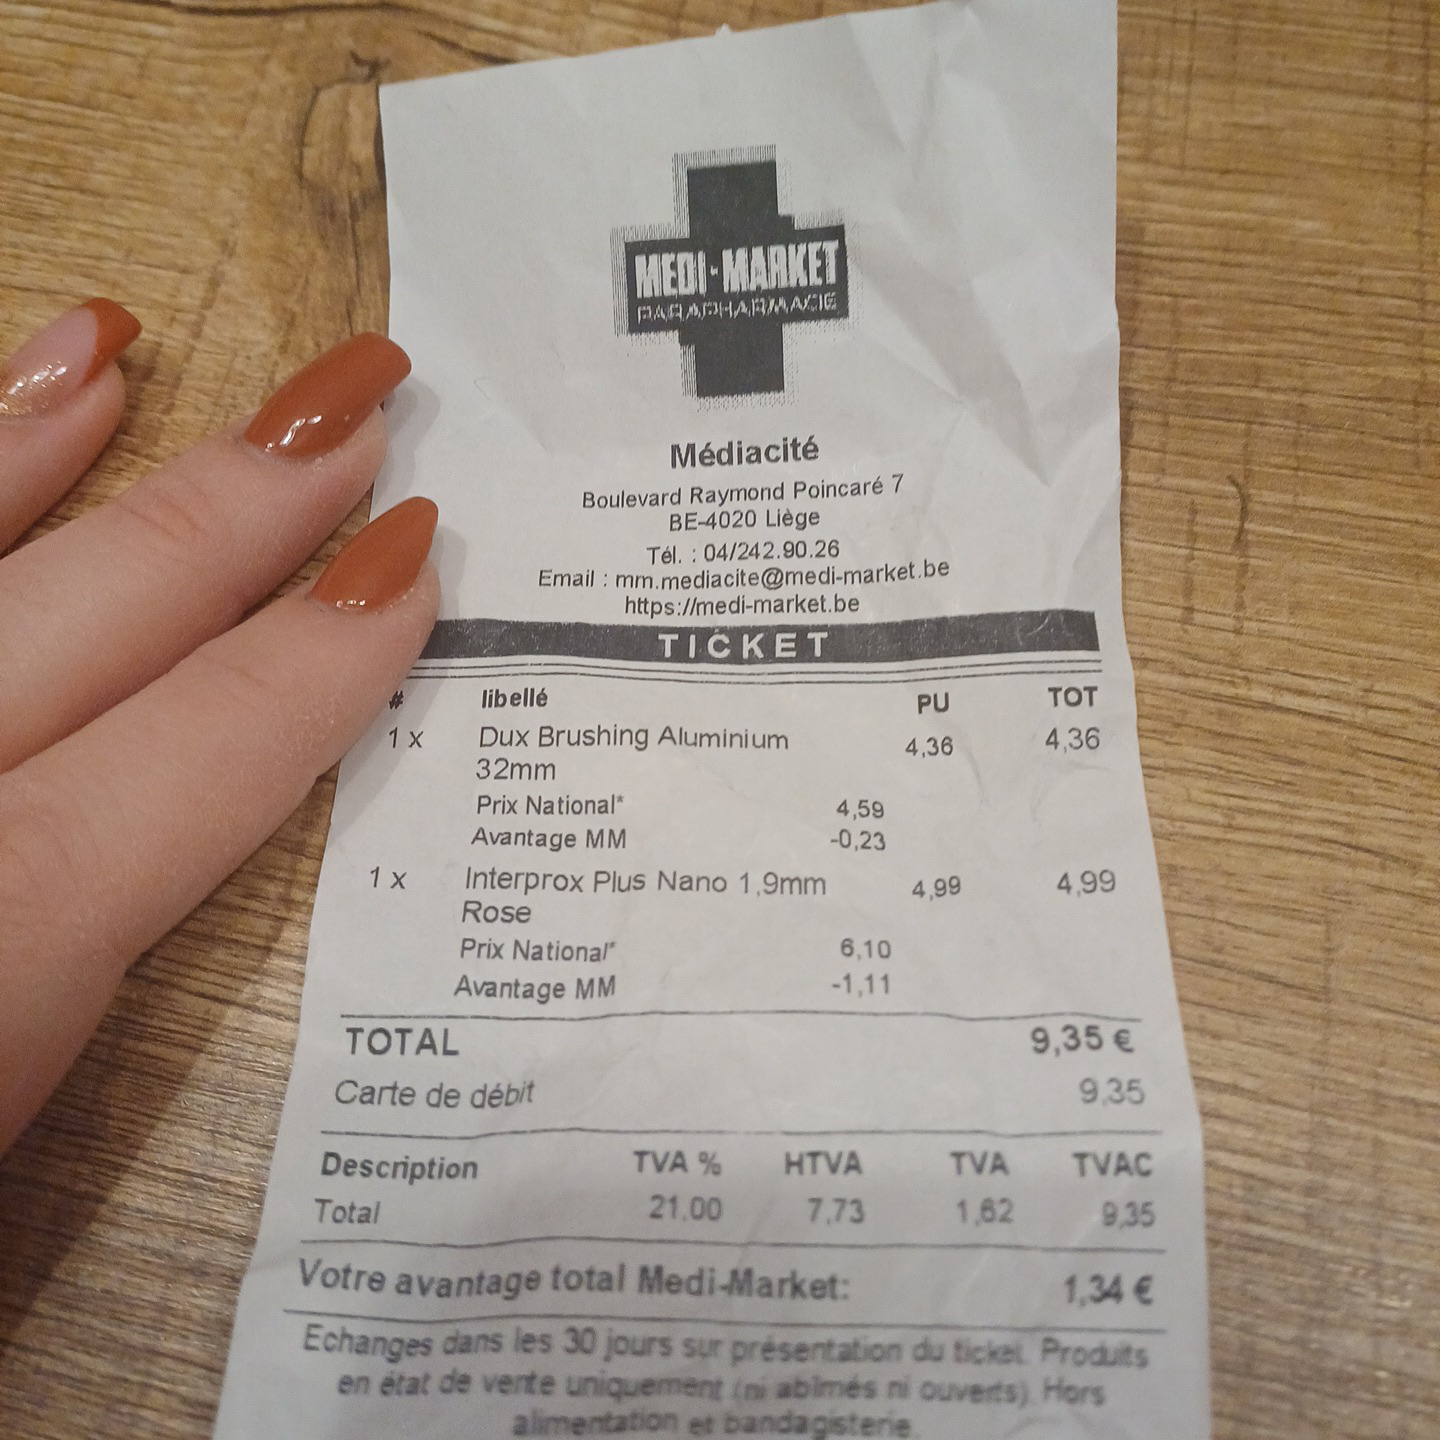 MEDI-MARKET
PARAPHARMACIE
Médiacité
Boulevard Raymond Poincaré 7
BE-4020 Liège
Tél. : 04/242.90.26
Email : mm.mediacite@medi-market.be
https://medi-market.be
TICKET
# libellé PU TOT
1 x Dux Brushing Aluminium 4,36 4,36
32mm
Prix National* 4,59
Avantage MM -0,23
1 x Interprox Plus Nano 1,9mm 4,99 4,99
Rose
Prix National* 6,10
Avantage MM -1,11
TOTAL 9,35 €
Carte de débit 9,35
Description TVA % HTVA TVA TVAC
Total 21,00 7,73 1,62 9,35
Votre avantage total Medi-Market: 1,34 €
Echanges dans les 30 jours sur présentation du ticket. Produits
en état de vente uniquement (ni abîmés ni ouverts). Hors
alimentation et bandagisterie.